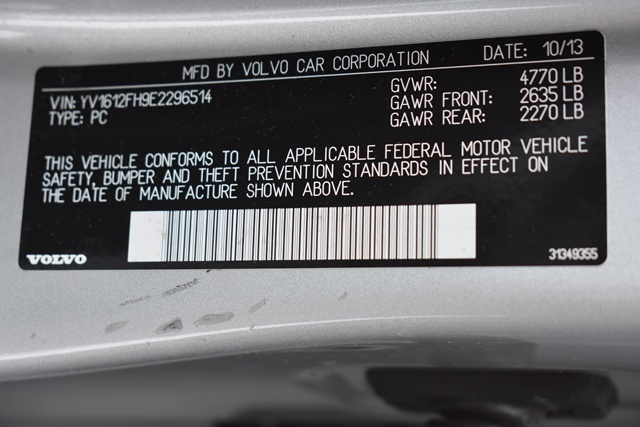 MFD BY VOLVO CAR CORPORATION DATE: 10/13
VIN: YV1612FH9E2296514 GVWR: 4770 LB
TYPE: PC GAWR FRONT: 2635 LB
GAWR REAR: 2270 LB
THIS VEHICLE CONFORMS TO ALL APPLICABLE FEDERAL MOTOR VEHICLE
SAFETY, BUMPER AND THEFT PREVENTION STANDARDS IN EFFECT ON
THE DATE OF MANUFACTURE SHOWN ABOVE.
VOLVO 31349355